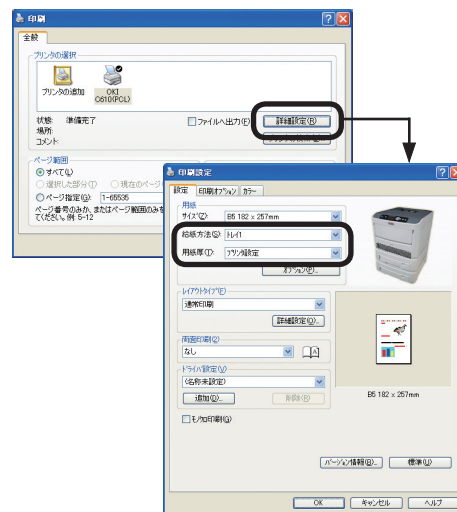 印刷
全般
プリンタの選択
プリンタの追加
OKI
C610(PCL)
状態: 準備完了
場所:
コメント:
ファイルへ出力(F)
詳細設定(R)
ページ範囲
すべて(L)
選択した部分(T)
現在のページ
ページ指定(G): 1-65535
ページ番号のみか、またはページ範囲のみを
ください。例 5-12
印刷設定
設定 印刷オプション カラー
用紙
サイズ(Z): B5 182 x 257mm
給紙方法(S): トレイ1
用紙厚(T): プリンタ設定
オプション(P)...
レイアウトタイプ(E)
通常印刷
詳細設定(O)...
両面印刷(2)
なし
A
ドライバ設定(V)
(名称未設定)
追加(D)...
削除(R)
B5 182 x 257mm
モノクロ印刷(G)
バージョン情報(B)...
標準(U)
OK
キャンセル
ヘルプ